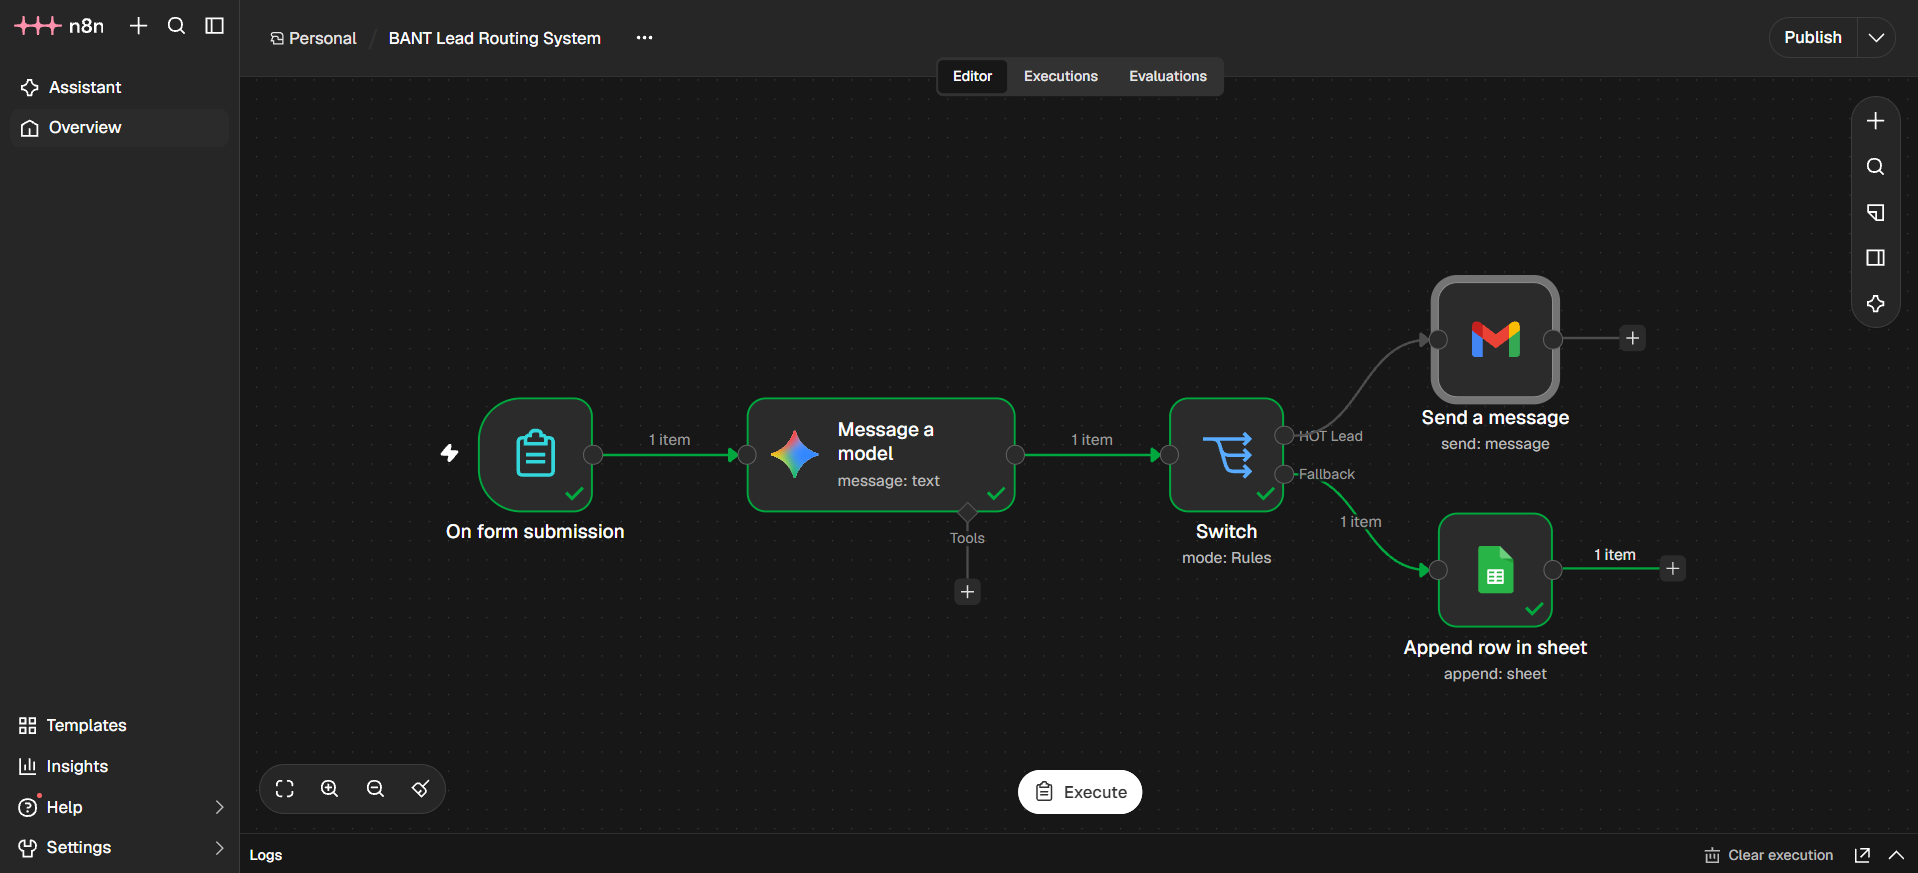 n8n
Personal / BANT Lead Routing System
Publish
Editor Executions Evaluations
Assistant
Overview
1 item
1 item
Message a
model
message: text
Tools
On form submission
Switch
mode: Rules
HOT Lead
Fallback
1 item
Send a message
send: message
1 item
Append row in sheet
append: sheet
Templates
Insights
Help
Settings
Execute
Logs
Clear execution